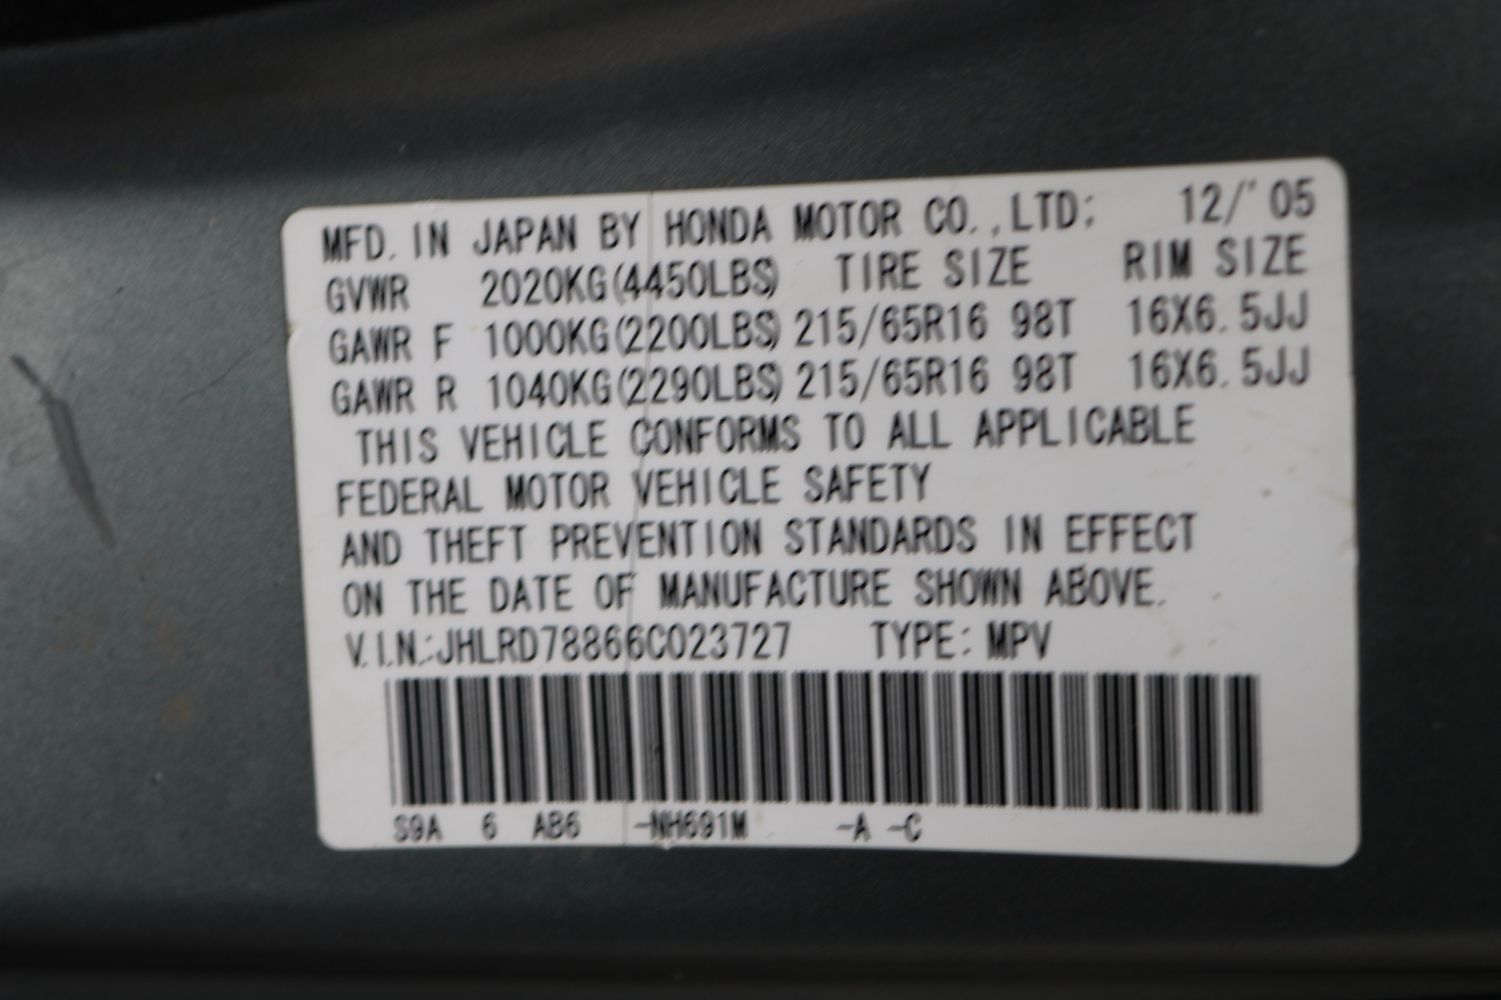 MFD. IN JAPAN BY HONDA MOTOR CO.,LTD; 12/'05
GVWR 2020KG(4450LBS) TIRE SIZE RIM SIZE
GAWR F 1000KG(2200LBS) 215/65R16 98T 16X6.5JJ
GAWR R 1040KG(2290LBS) 215/65R16 98T 16X6.5JJ
THIS VEHICLE CONFORMS TO ALL APPLICABLE
FEDERAL MOTOR VEHICLE SAFETY
AND THEFT PREVENTION STANDARDS IN EFFECT
ON THE DATE OF MANUFACTURE SHOWN ABOVE.
V.I.N.:JHLRD78866C023727 TYPE: MPV
S9A 6 AB6 -NH691M -A -C